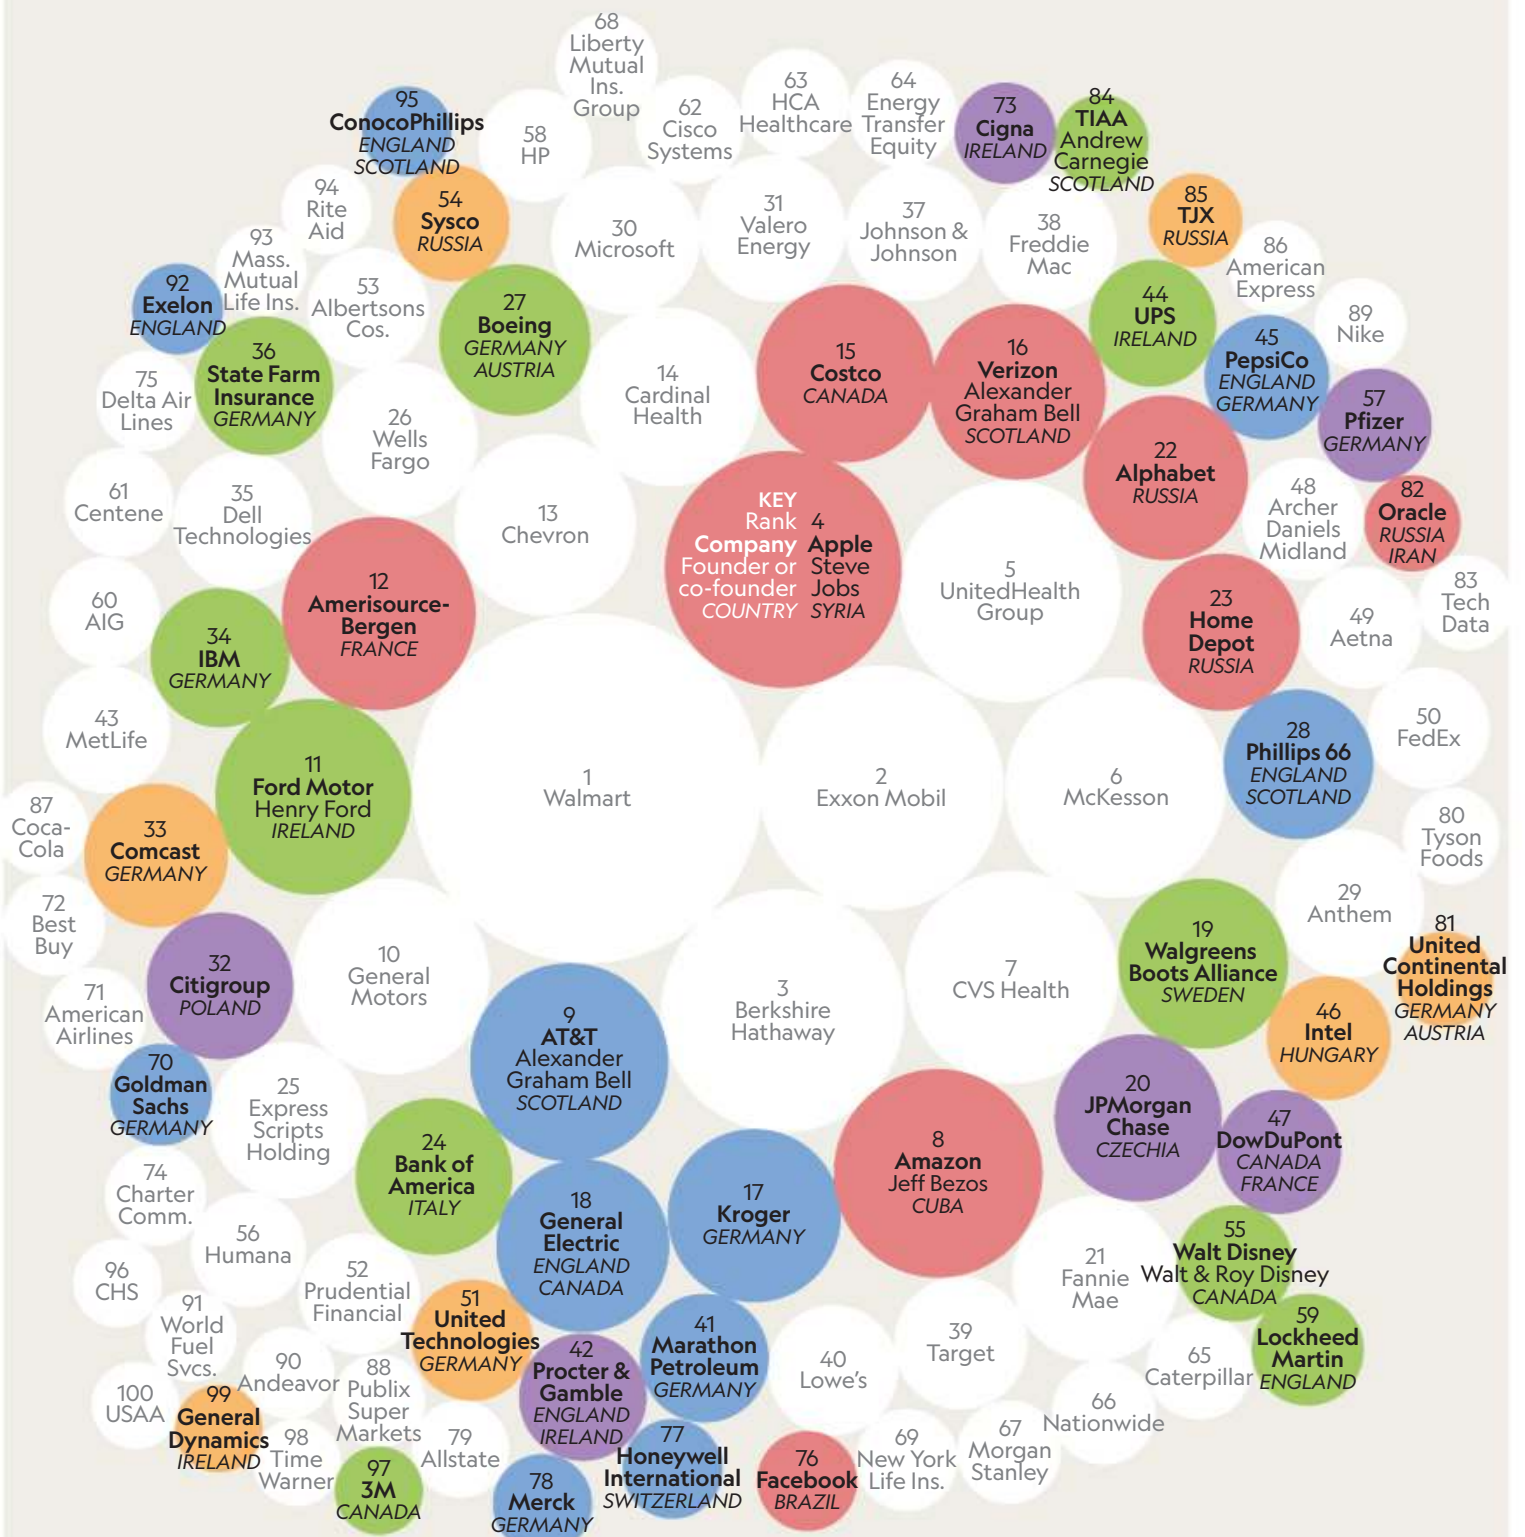 68
Liberty
Mutual
Ins.
Group
63
HCA
Healthcare
64
Energy
Transfer
Equity
62
Cisco
Systems
73
Cigna
IRELAND
84
TIAA
Andrew
Carnegie
SCOTLAND
95
ConocoPhillips
ENGLAND
SCOTLAND
58
HP
94
Rite
Aid
54
Sysco
RUSSIA
30
Microsoft
31
Valero
Energy
37
Johnson &
Johnson
38
Freddie
Mac
85
TJX
RUSSIA
86
American
Express
93
Mass.
Mutual
Life Ins.
92
Exelon
ENGLAND
53
Albertsons
Cos.
27
Boeing
GERMANY
AUSTRIA
44
UPS
IRELAND
89
Nike
45
PepsiCo
ENGLAND
GERMANY
36
State Farm
Insurance
GERMANY
75
Delta Air
Lines
26
Wells
Fargo
14
Cardinal
Health
15
Costco
CANADA
16
Verizon
Alexander
Graham Bell
SCOTLAND
57
Pfizer
GERMANY
22
Alphabet
RUSSIA
61
Centene
35
Dell
Technologies
13
Chevron
KEY
Rank
Company
Founder or
co-founder
COUNTRY
4
Apple
Steve
Jobs
SYRIA
48
Archer
Daniels
Midland
82
Oracle
RUSSIA
IRAN
5
UnitedHealth
Group
12
Amerisource-
Bergen
FRANCE
60
AIG
34
IBM
GERMANY
23
Home
Depot
RUSSIA
49
Aetna
83
Tech
Data
43
MetLife
11
Ford Motor
Henry Ford
IRELAND
1
Walmart
2
Exxon Mobil
6
McKesson
28
Phillips 66
ENGLAND
SCOTLAND
50
FedEx
87
Coca-
Cola
33
Comcast
GERMANY
80
Tyson
Foods
72
Best
Buy
32
Citigroup
POLAND
10
General
Motors
3
Berkshire
Hathaway
7
CVS Health
19
Walgreens
Boots Alliance
SWEDEN
29
Anthem
81
United
Continental
Holdings
GERMANY
AUSTRIA
71
American
Airlines
9
AT&T
Alexander
Graham Bell
SCOTLAND
46
Intel
HUNGARY
70
Goldman
Sachs
GERMANY
25
Express
Scripts
Holding
24
Bank of
America
ITALY
8
Amazon
Jeff Bezos
CUBA
20
JPMorgan
Chase
CZECHIA
47
DowDuPont
CANADA
FRANCE
74
Charter
Comm.
18
General
Electric
ENGLAND
CANADA
17
Kroger
GERMANY
56
Humana
96
CHS
52
Prudential
Financial
21
Fannie
Mae
55
Walt Disney
Walt & Roy Disney
CANADA
91
World
Fuel
Svcs.
51
United
Technologies
GERMANY
41
Marathon
Petroleum
GERMANY
42
Procter &
Gamble
ENGLAND
IRELAND
40
Lowe's
39
Target
59
Lockheed
Martin
ENGLAND
65
Caterpillar
90
Andeavor
88
Publix
Super
Markets
100
USAA
99
General
Dynamics
IRELAND
66
Nationwide
98
Time
Warner
97
3M
CANADA
79
Allstate
78
Merck
GERMANY
77
Honeywell
International
SWITZERLAND
76
Facebook
BRAZIL
69
New York
Life Ins.
67
Morgan
Stanley